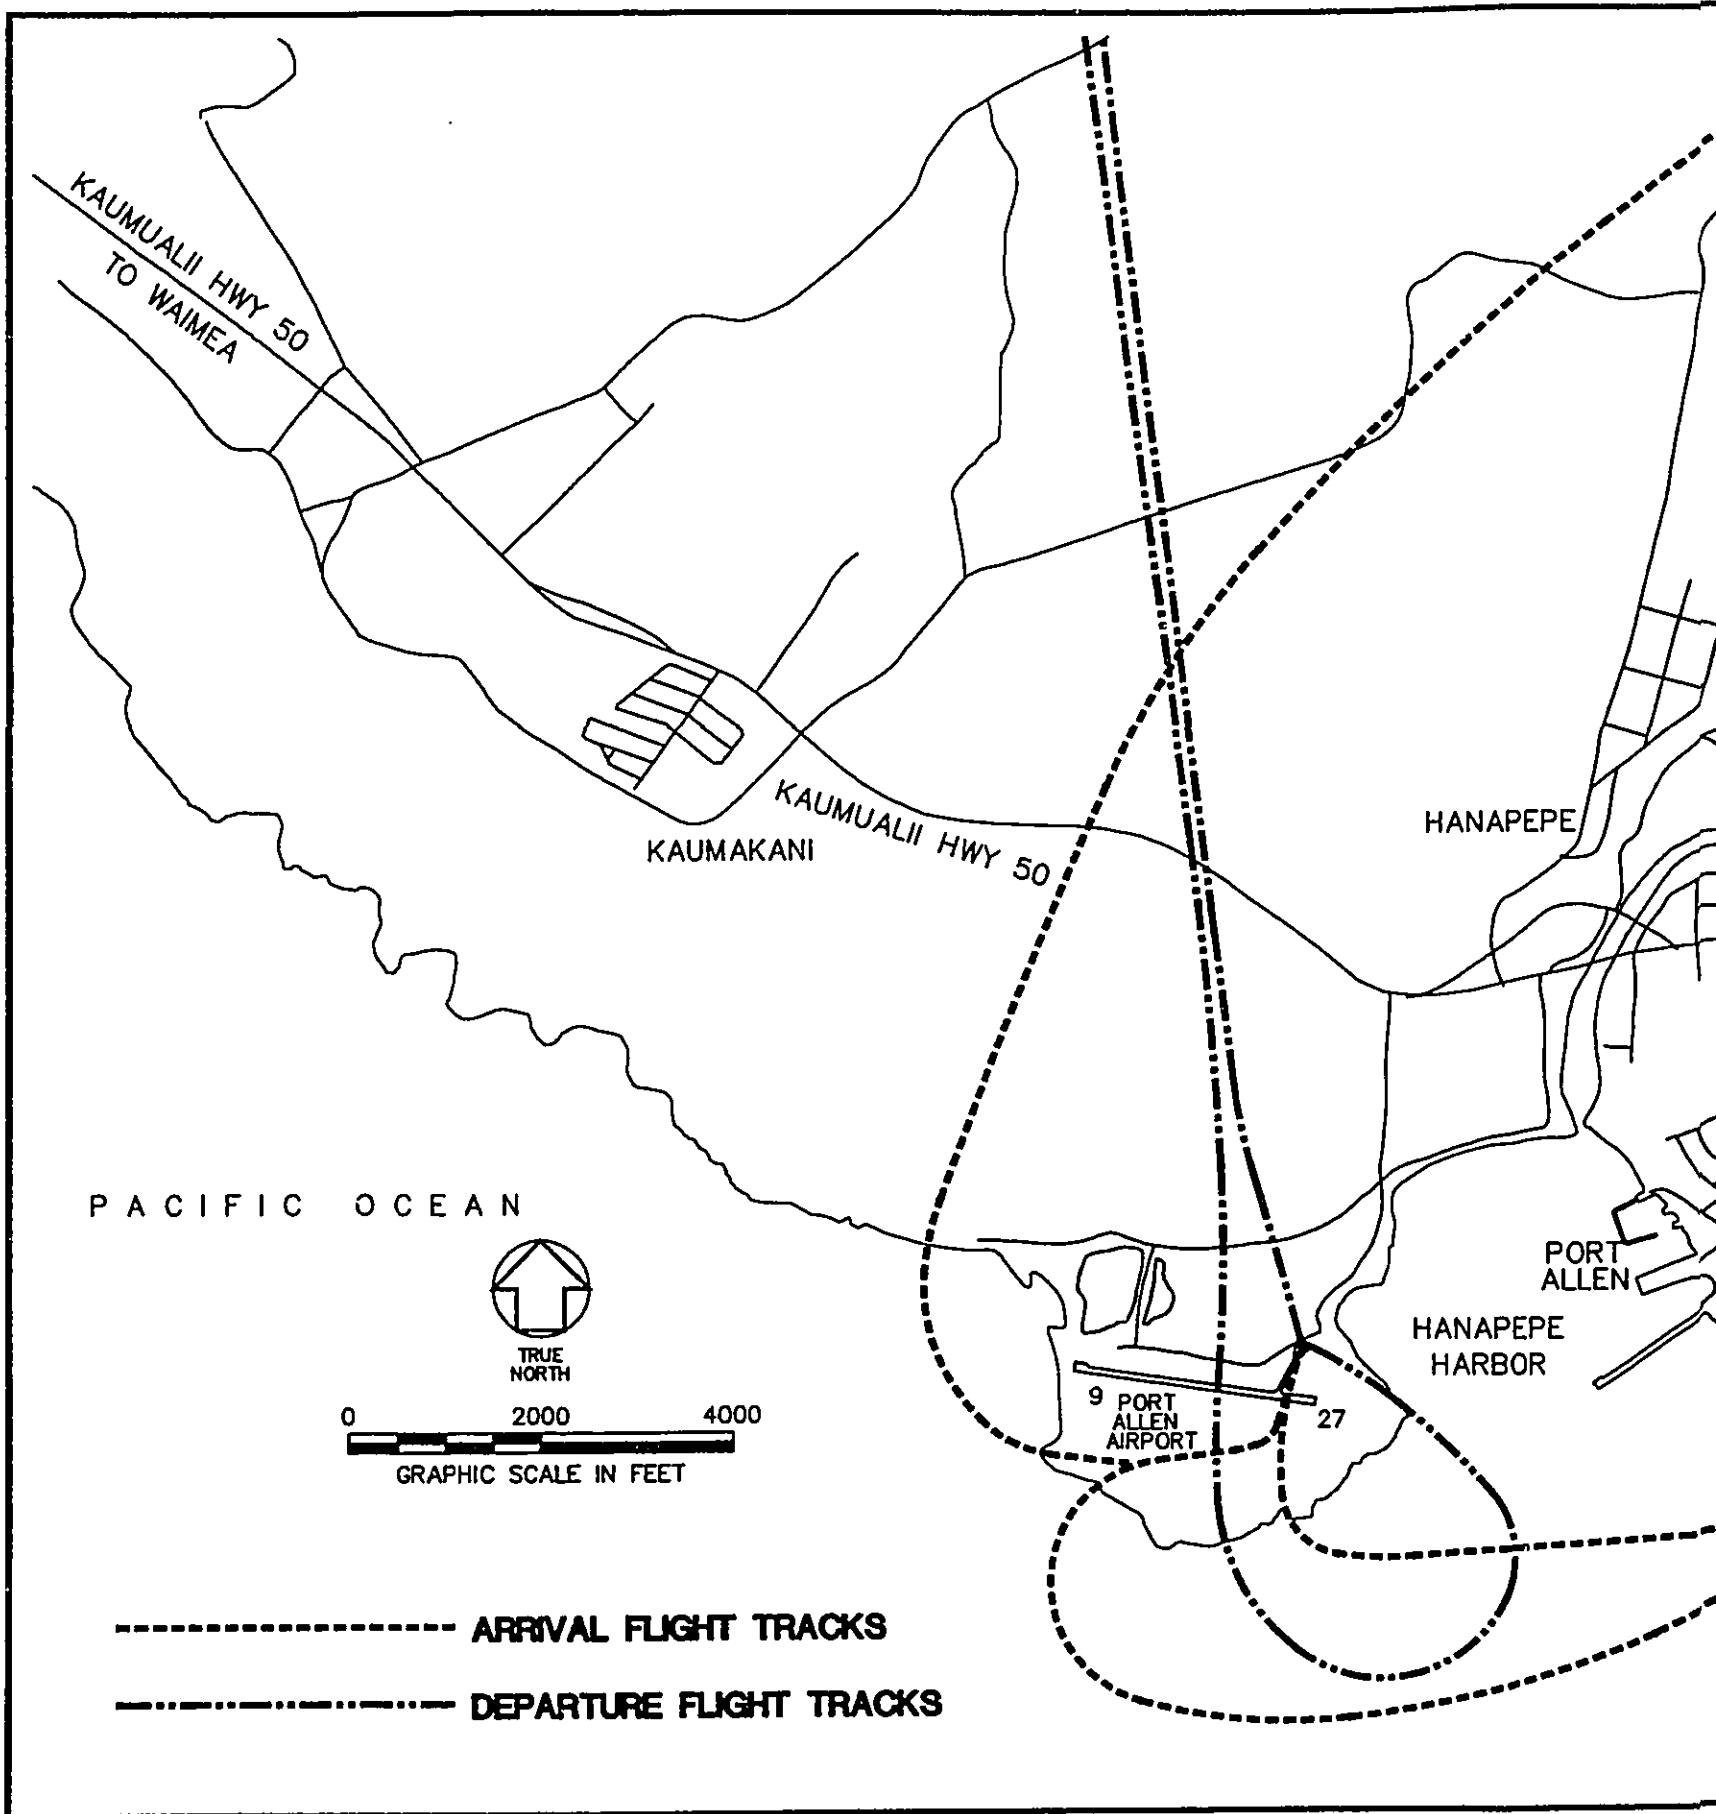 KAUMUALII HWY 50
TO WAIMEA
HANAPEPE
KAUMUALII HWY 50
KAUMAKANI
PACIFIC OCEAN
TRUE
NORTH
PORT
ALLEN
HANAPEPE
HARBOR
9
PORT
ALLEN
AIRPORT
27
0 2000 4000
GRAPHIC SCALE IN FEET
ARRIVAL FLIGHT TRACKS
DEPARTURE FLIGHT TRACKS